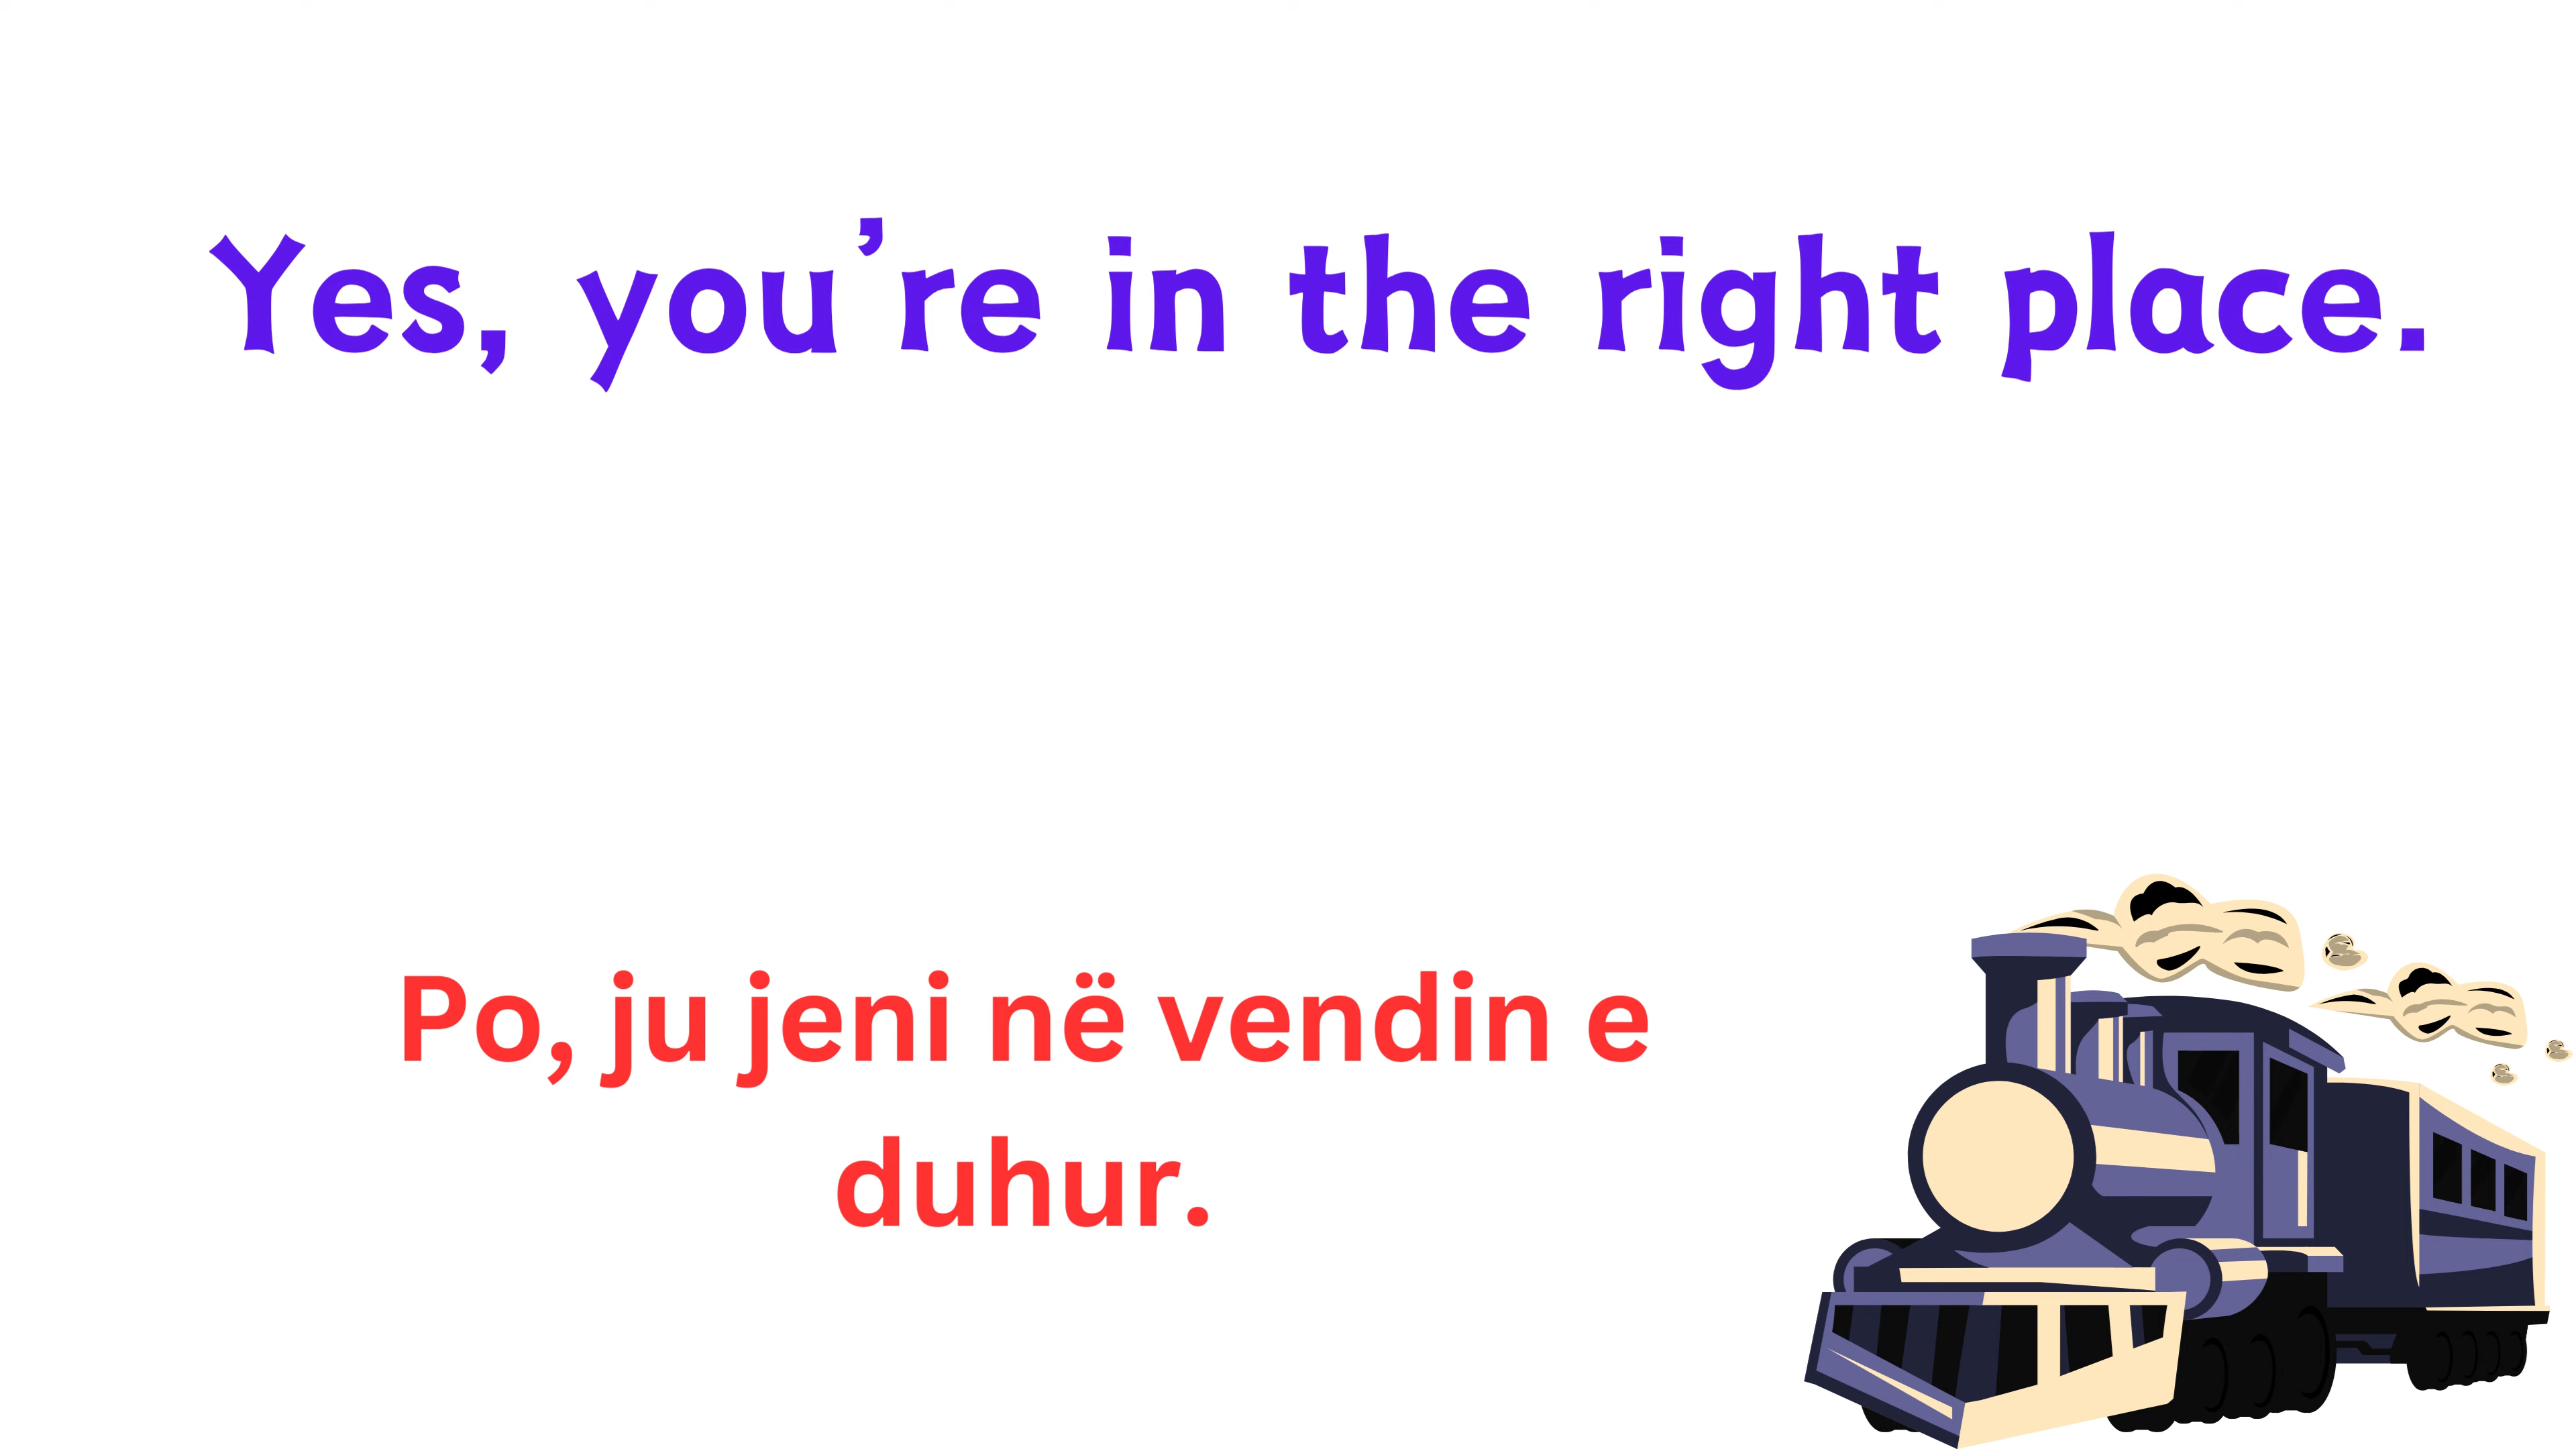 Yes, you’re in the right place.
Po, ju jeni në vendin e
duhur.